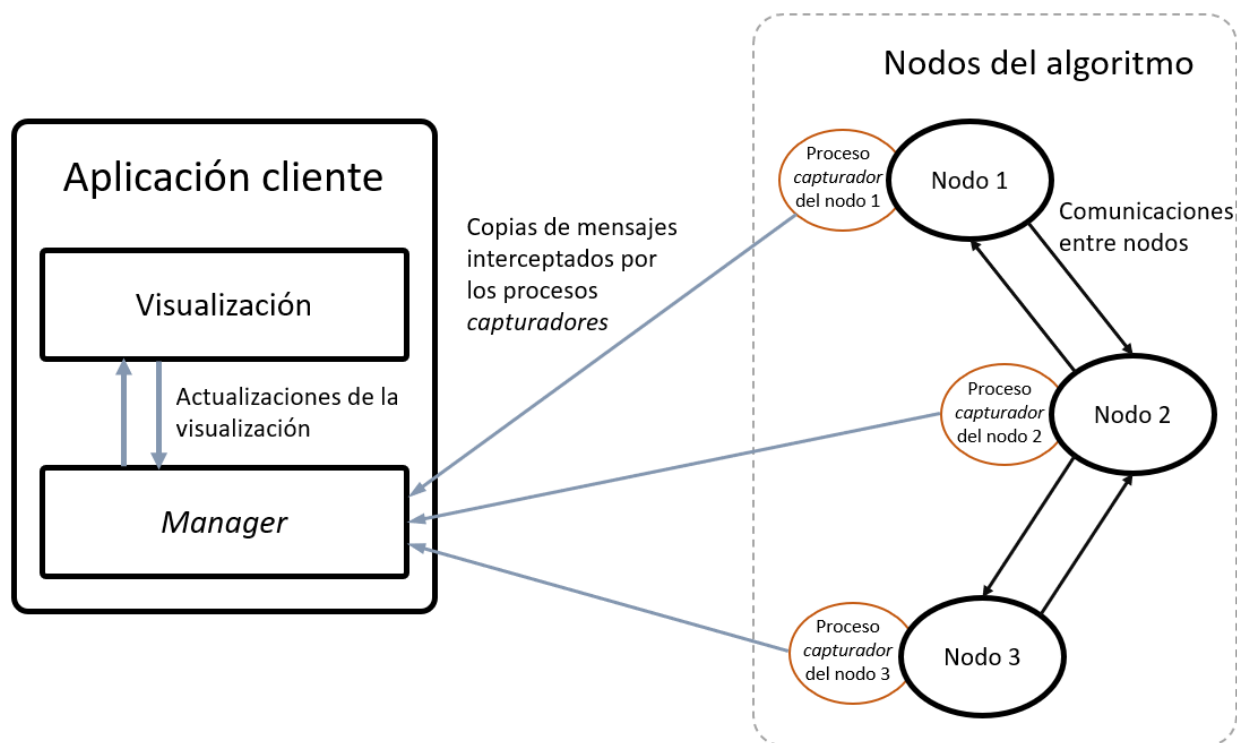 Aplicación cliente
Visualización
Actualizaciones de la
visualización
Manager
Copias de mensajes
interceptados por
los procesos
capturadores
Nodos del algoritmo
Proceso
capturador
del nodo 1
Nodo 1
Comunicaciones
entre nodos
Proceso
capturador
del nodo 2
Nodo 2
Proceso
capturador
del nodo 3
Nodo 3